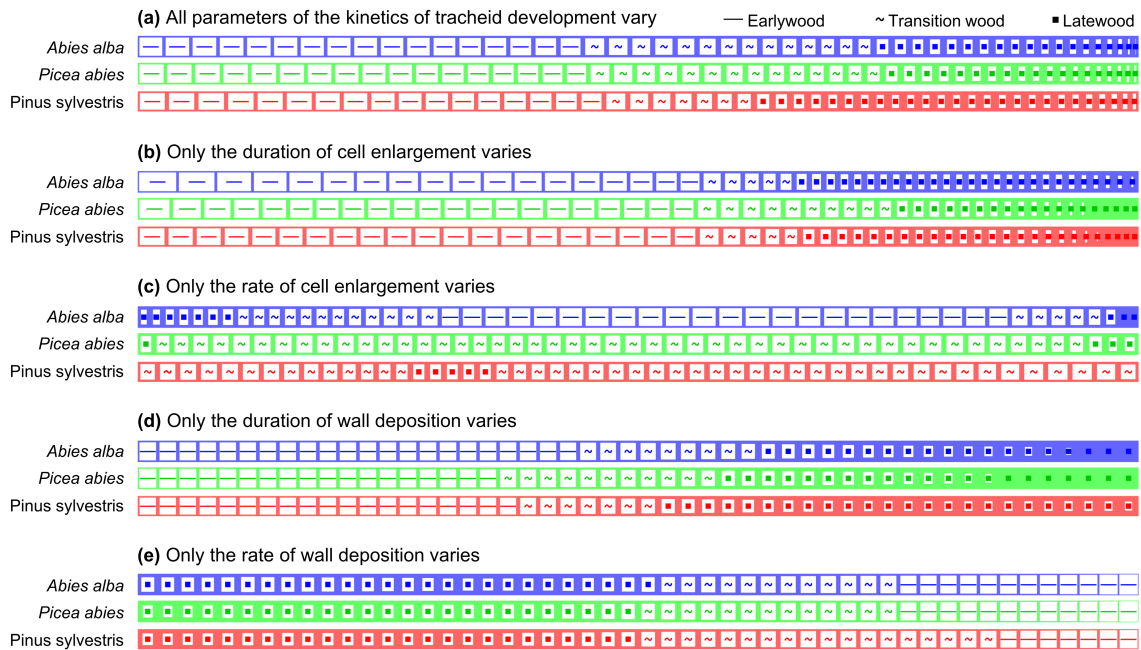 (a) All parameters of the kinetics of tracheid development vary — Earlywood ~ Transition wood ■ Latewood
Abies alba
Picea abies
Pinus sylvestris
(b) Only the duration of cell enlargement varies
Abies alba
Picea abies
Pinus sylvestris
(c) Only the rate of cell enlargement varies
Abies alba
Picea abies
Pinus sylvestris
(d) Only the duration of wall deposition varies
Abies alba
Picea abies
Pinus sylvestris
(e) Only the rate of wall deposition varies
Abies alba
Picea abies
Pinus sylvestris